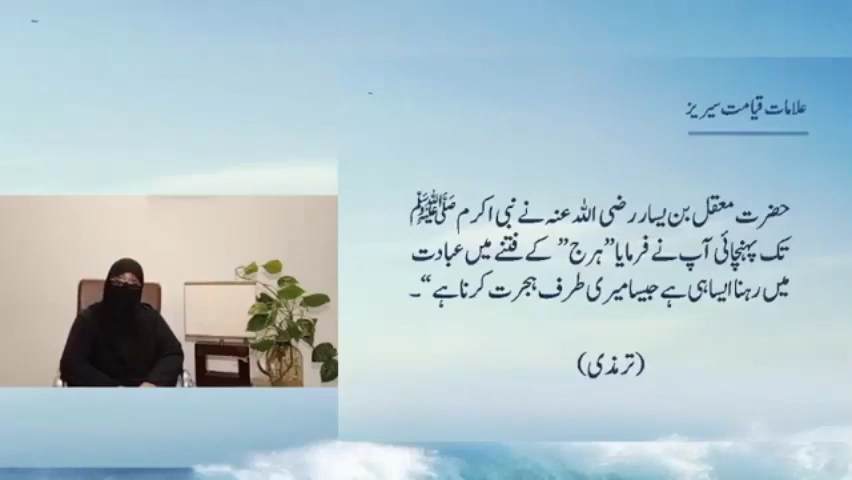 علامات قیامت سیریز
حضرت معقل بن یسار رضی اللہ عنہ نے نبی اکرم ﷺ
تک پہنچائی آپ نے فرمایا ”ہرج” کے فتنے میں عبادت
میں رہنا ایسا ہی ہے جیسا میری طرف ہجرت کرنا ہے“۔
(ترمذی)